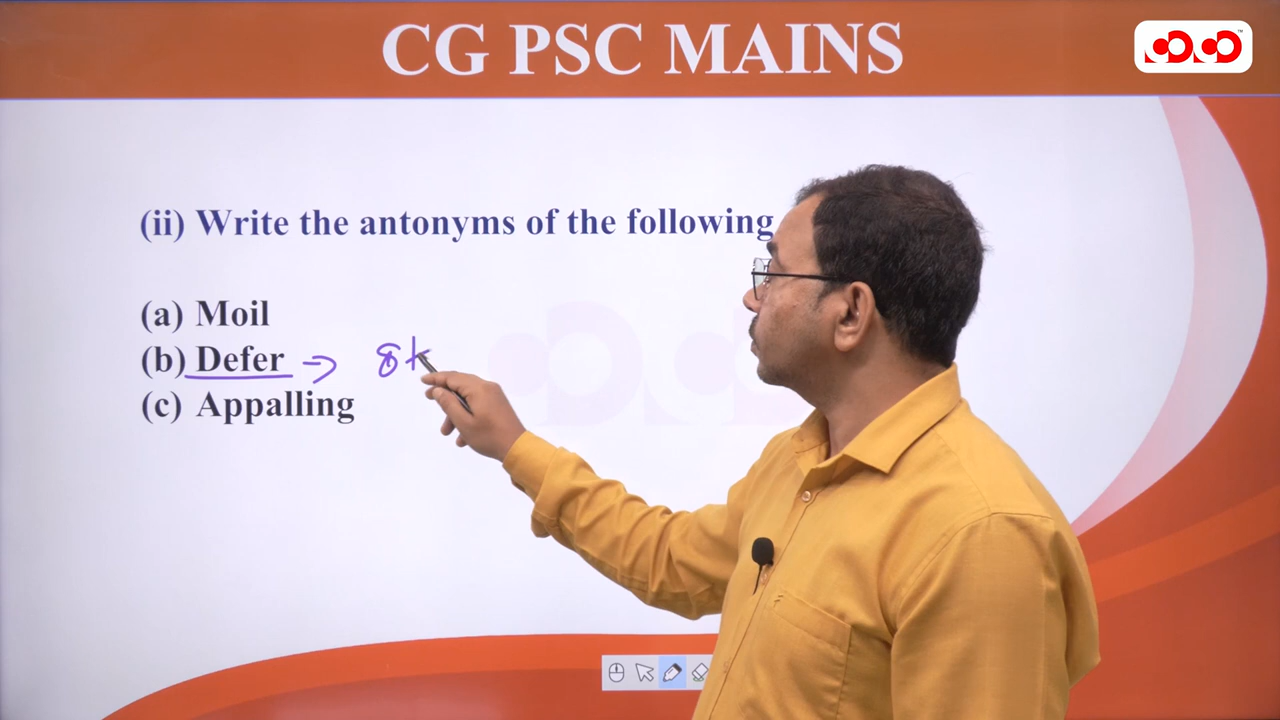 CG PSC MAINS
(ii) Write the antonyms of the following
(a) Moil
(b) Defer
(c) Appalling